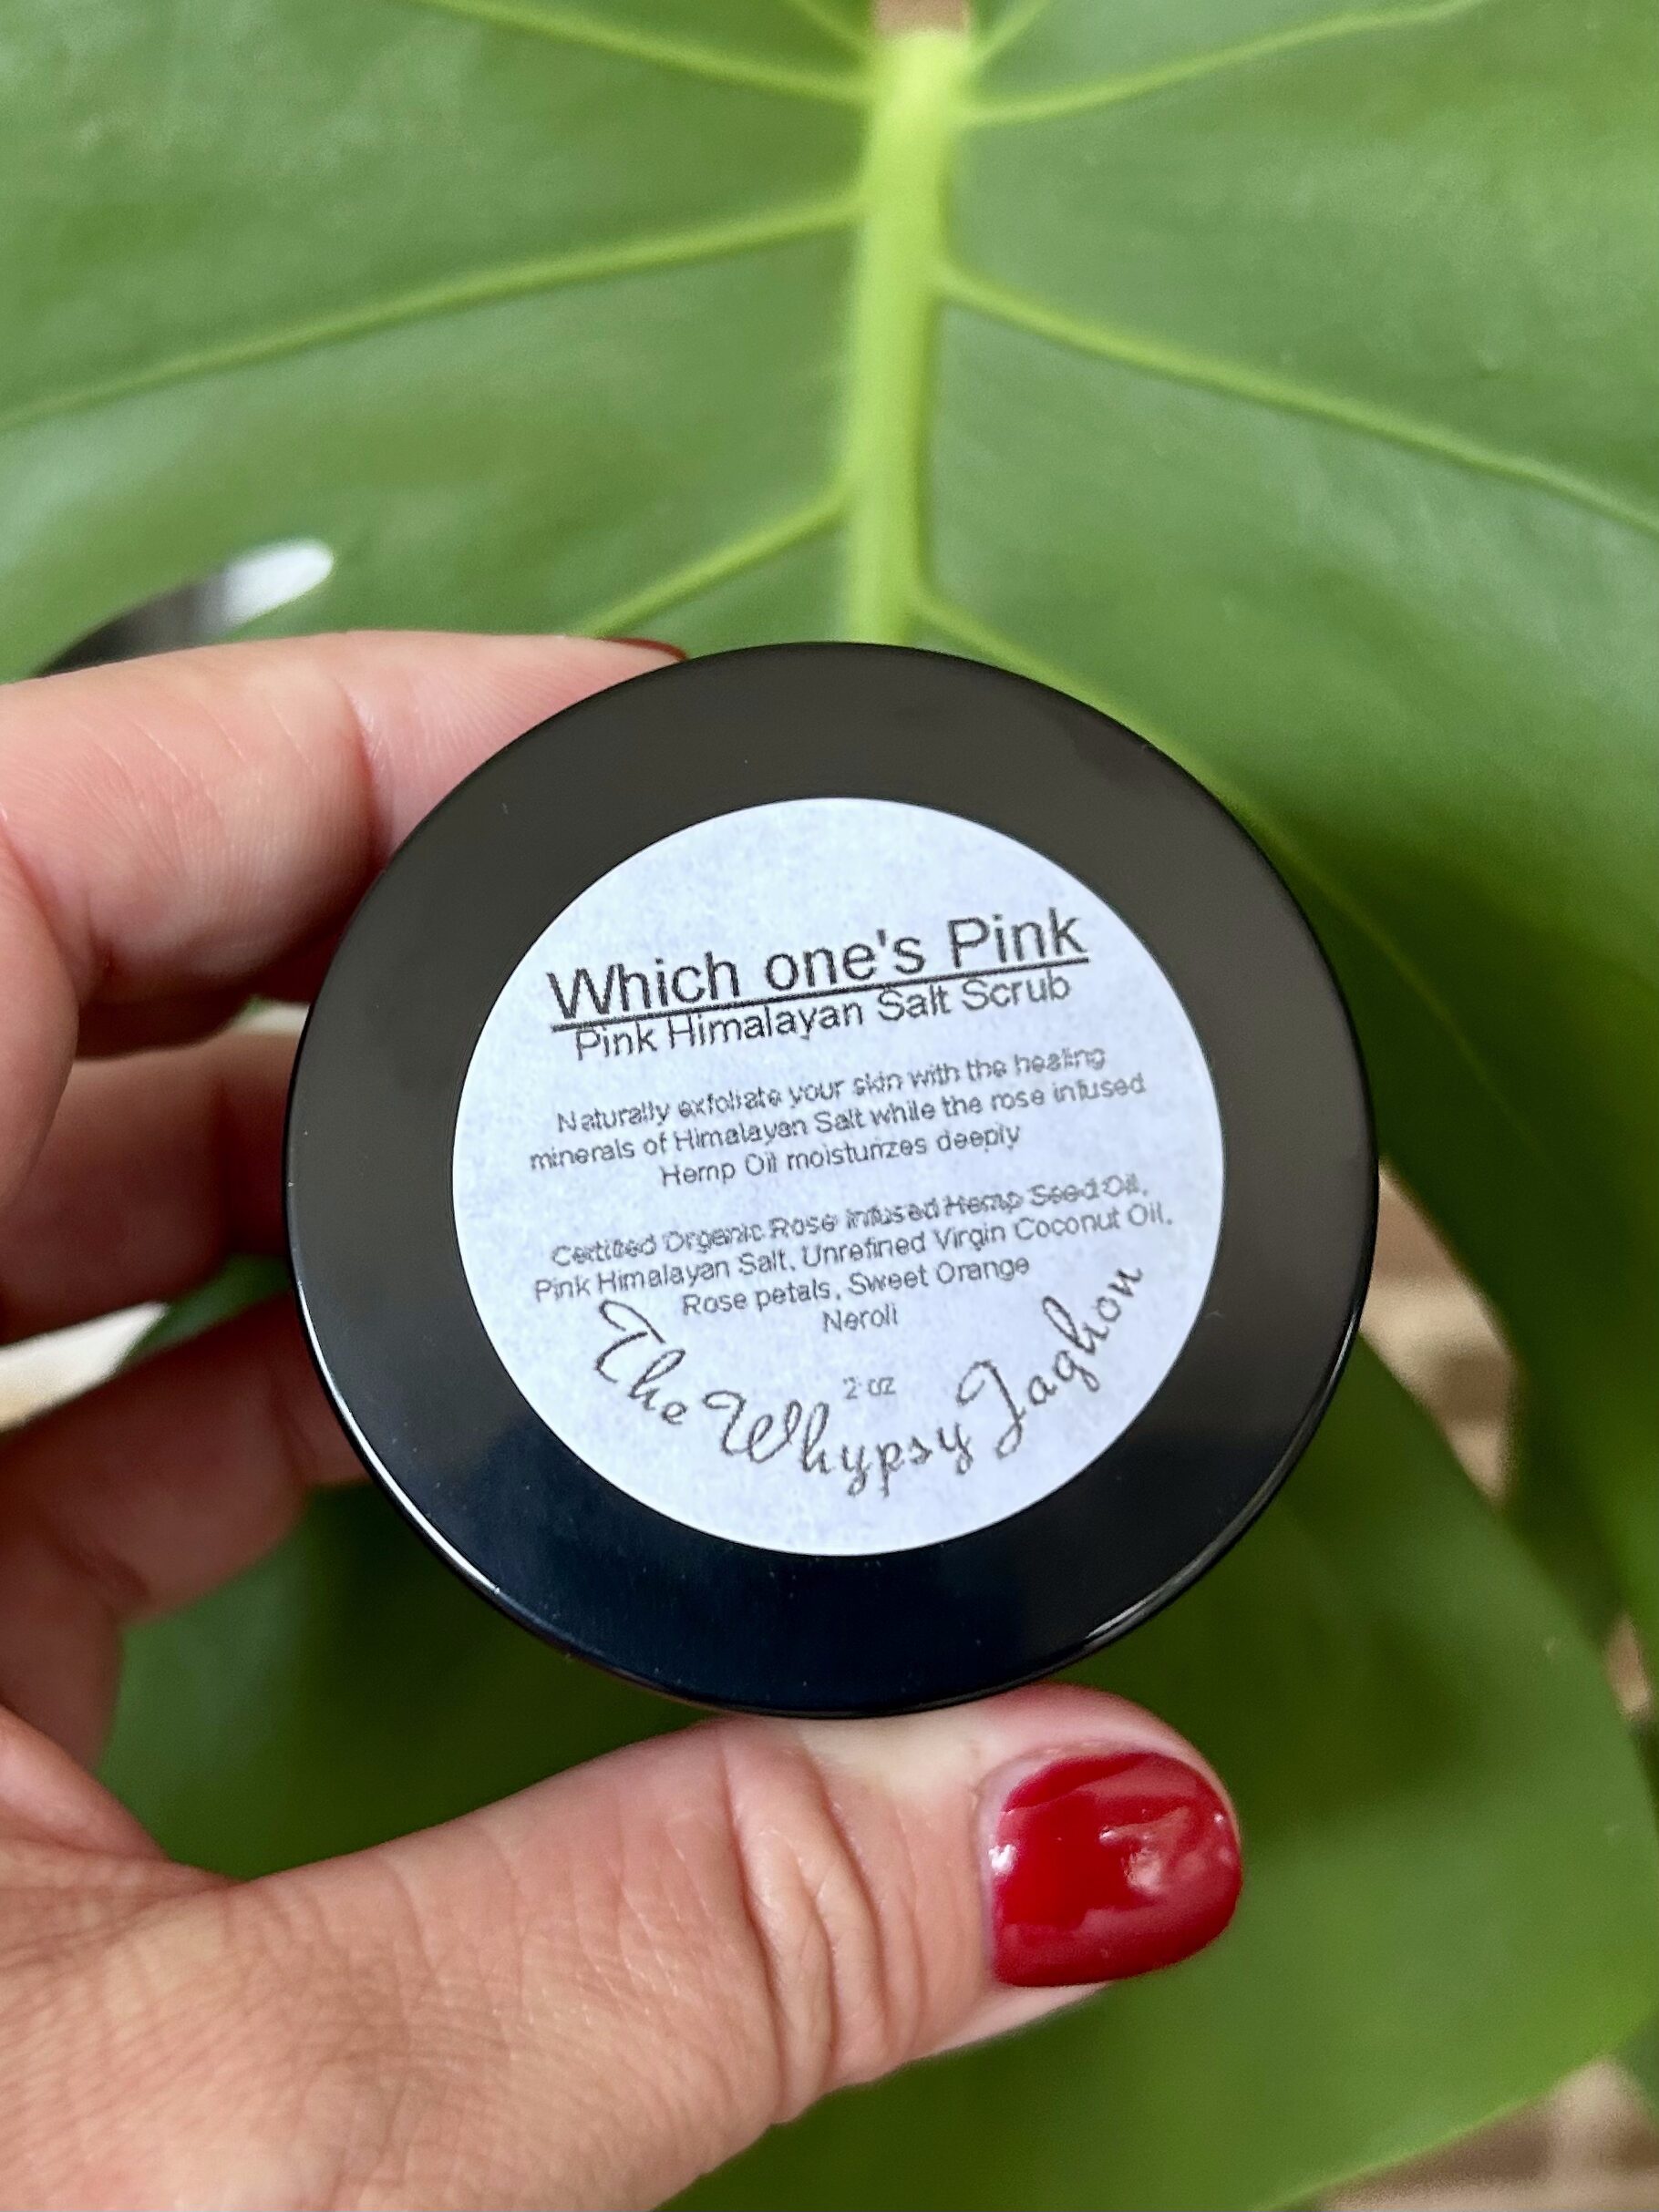 Which one's Pink
Pink Himalayan Salt Scrub
Naturally exfoliate your skin with the healing
minerals of Himalayan Salt while the rose infused
Hemp Oil moisturizes deeply
Certified Organic Rose infused Hemp Seed Oil,
Pink Himalayan Salt, Unrefined Virgin Coconut Oil,
Rose petals, Sweet Orange
Neroli
2 oz
The Whypsy Jaghon